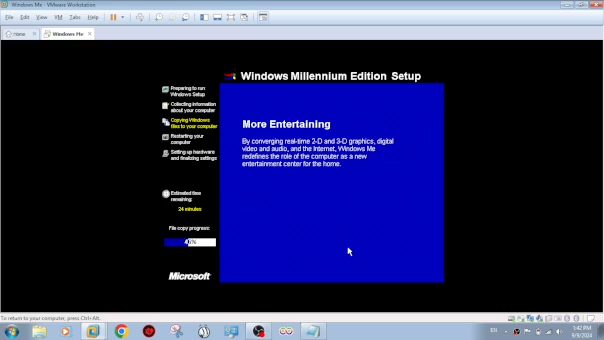 Windows Me - VMware Workstation
File Edit View VM Tabs Help
Home Windows Me
Windows Millennium Edition Setup
Preparing to run
Windows Setup
Collecting information
about your computer
Copying Windows
files to your computer
Restarting your
computer
Setting up hardware
and finalizing settings
Estimated time
remaining:
24 minutes
File copy progress:
Microsoft
More Entertaining
By converging real-time 2-D and 3-D graphics, digital
video and audio, and the Internet, Windows Me
redefines the role of the computer as a new
entertainment center for the home.
To return to your computer, press Ctrl+Alt.
EN
1:42 PM
9/9/2024